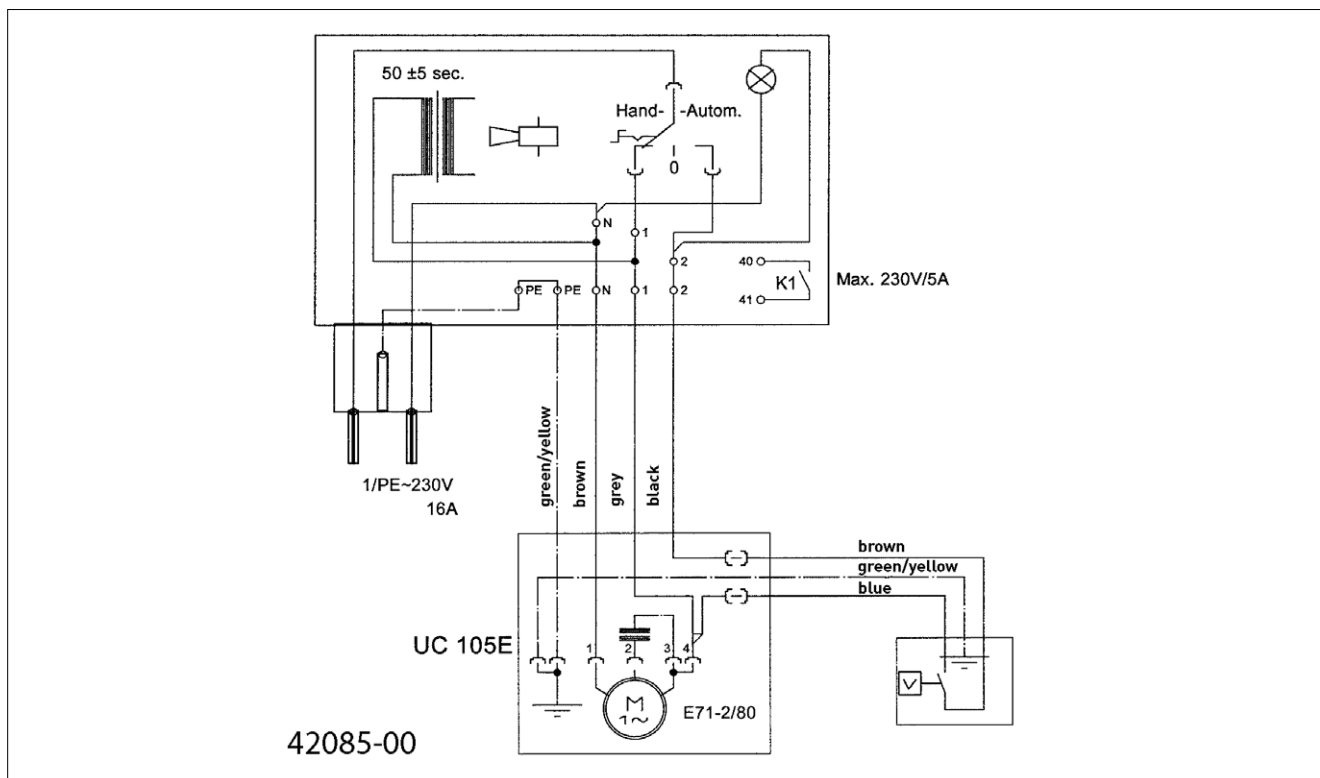 50 ±5 sec.
Hand- -Autom.
0
N
1
2
40
K1
Max. 230V/5A
PE
PE
N
1
2
41
1/PE~230V
16A
green/yellow
brown
grey
black
brown
green/yellow
blue
UC 105E
1
2
3
4
V
M
1~
E71-2/80
42085-00